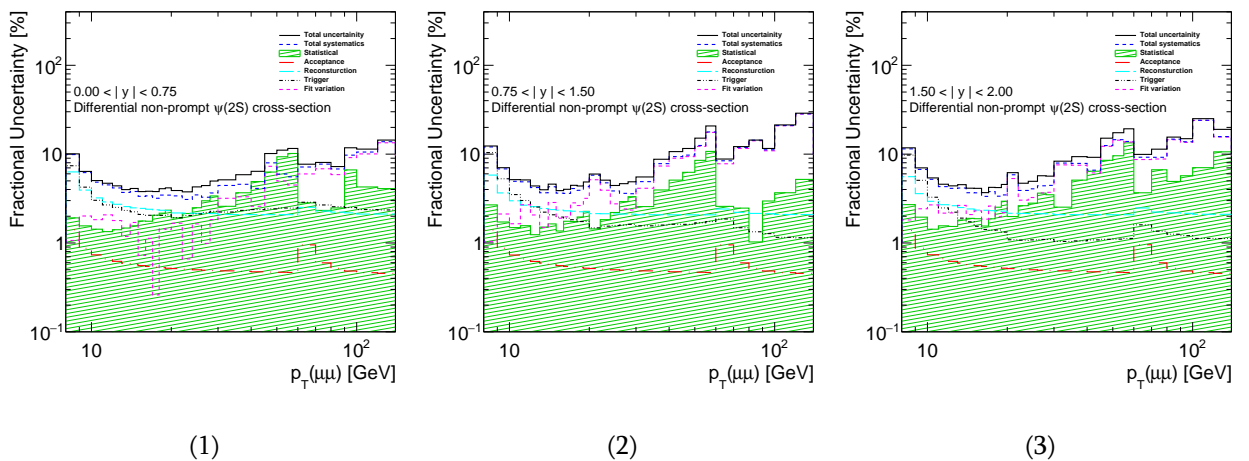 Fractional Uncertainty [%]
10²
10
1
10⁻¹
Total uncertainity
Total systematics
Statistical
Acceptance
Reconsturction
Trigger
Fit variation
0.00 < | y | < 0.75
Differential non-prompt ψ(2S) cross-section
10
10²
p_T(μμ) [GeV]
(1)
Fractional Uncertainty [%]
10²
10
1
10⁻¹
Total uncertainity
Total systematics
Statistical
Acceptance
Reconsturction
Trigger
Fit variation
0.75 < | y | < 1.50
Differential non-prompt ψ(2S) cross-section
10
10²
p_T(μμ) [GeV]
(2)
Fractional Uncertainty [%]
10²
10
1
10⁻¹
Total uncertainity
Total systematics
Statistical
Acceptance
Reconsturction
Trigger
Fit variation
1.50 < | y | < 2.00
Differential non-prompt ψ(2S) cross-section
10
10²
p_T(μμ) [GeV]
(3)